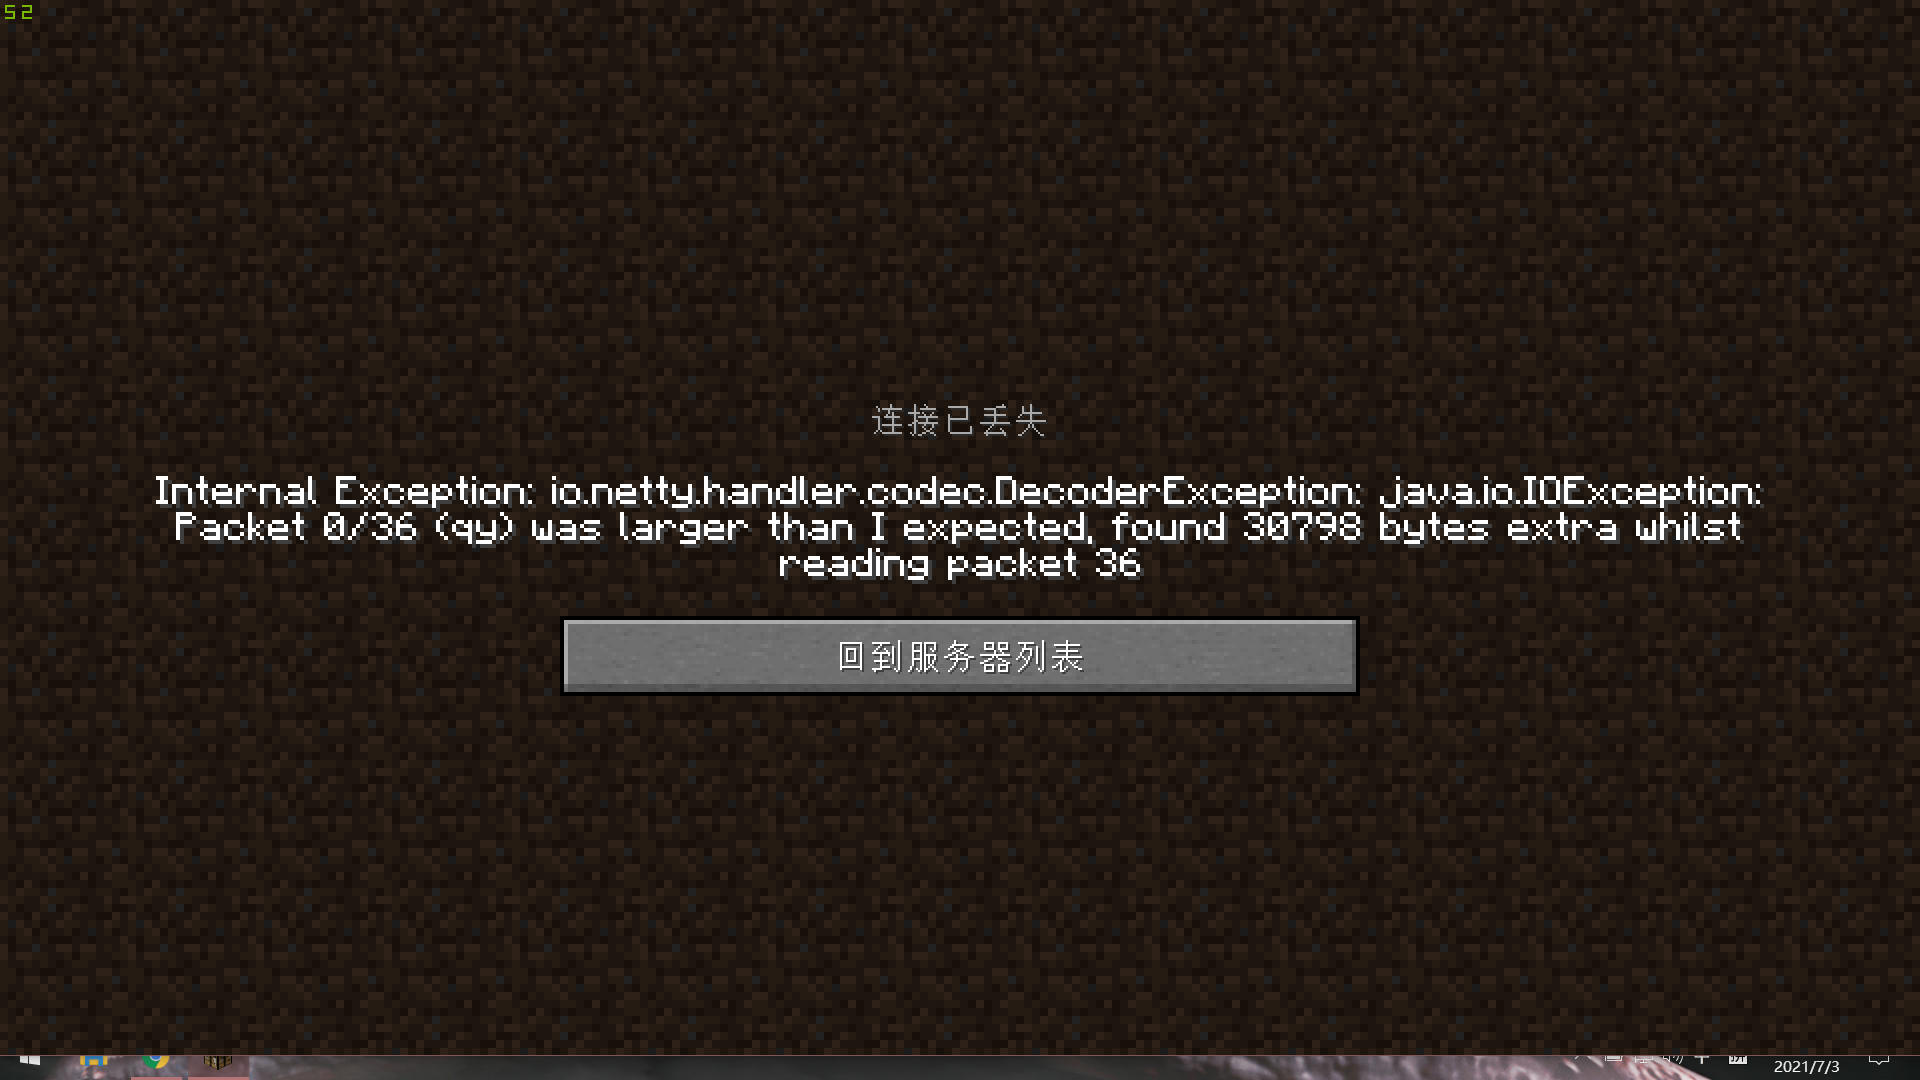 52
连接已丢失
Internal Exception: io.netty.handler.codec.DecoderException: java.io.IOException:
Packet 0/36 (qy) was larger than I expected, found 30798 bytes extra whilst
reading packet 36
回到服务器列表
2021/7/3